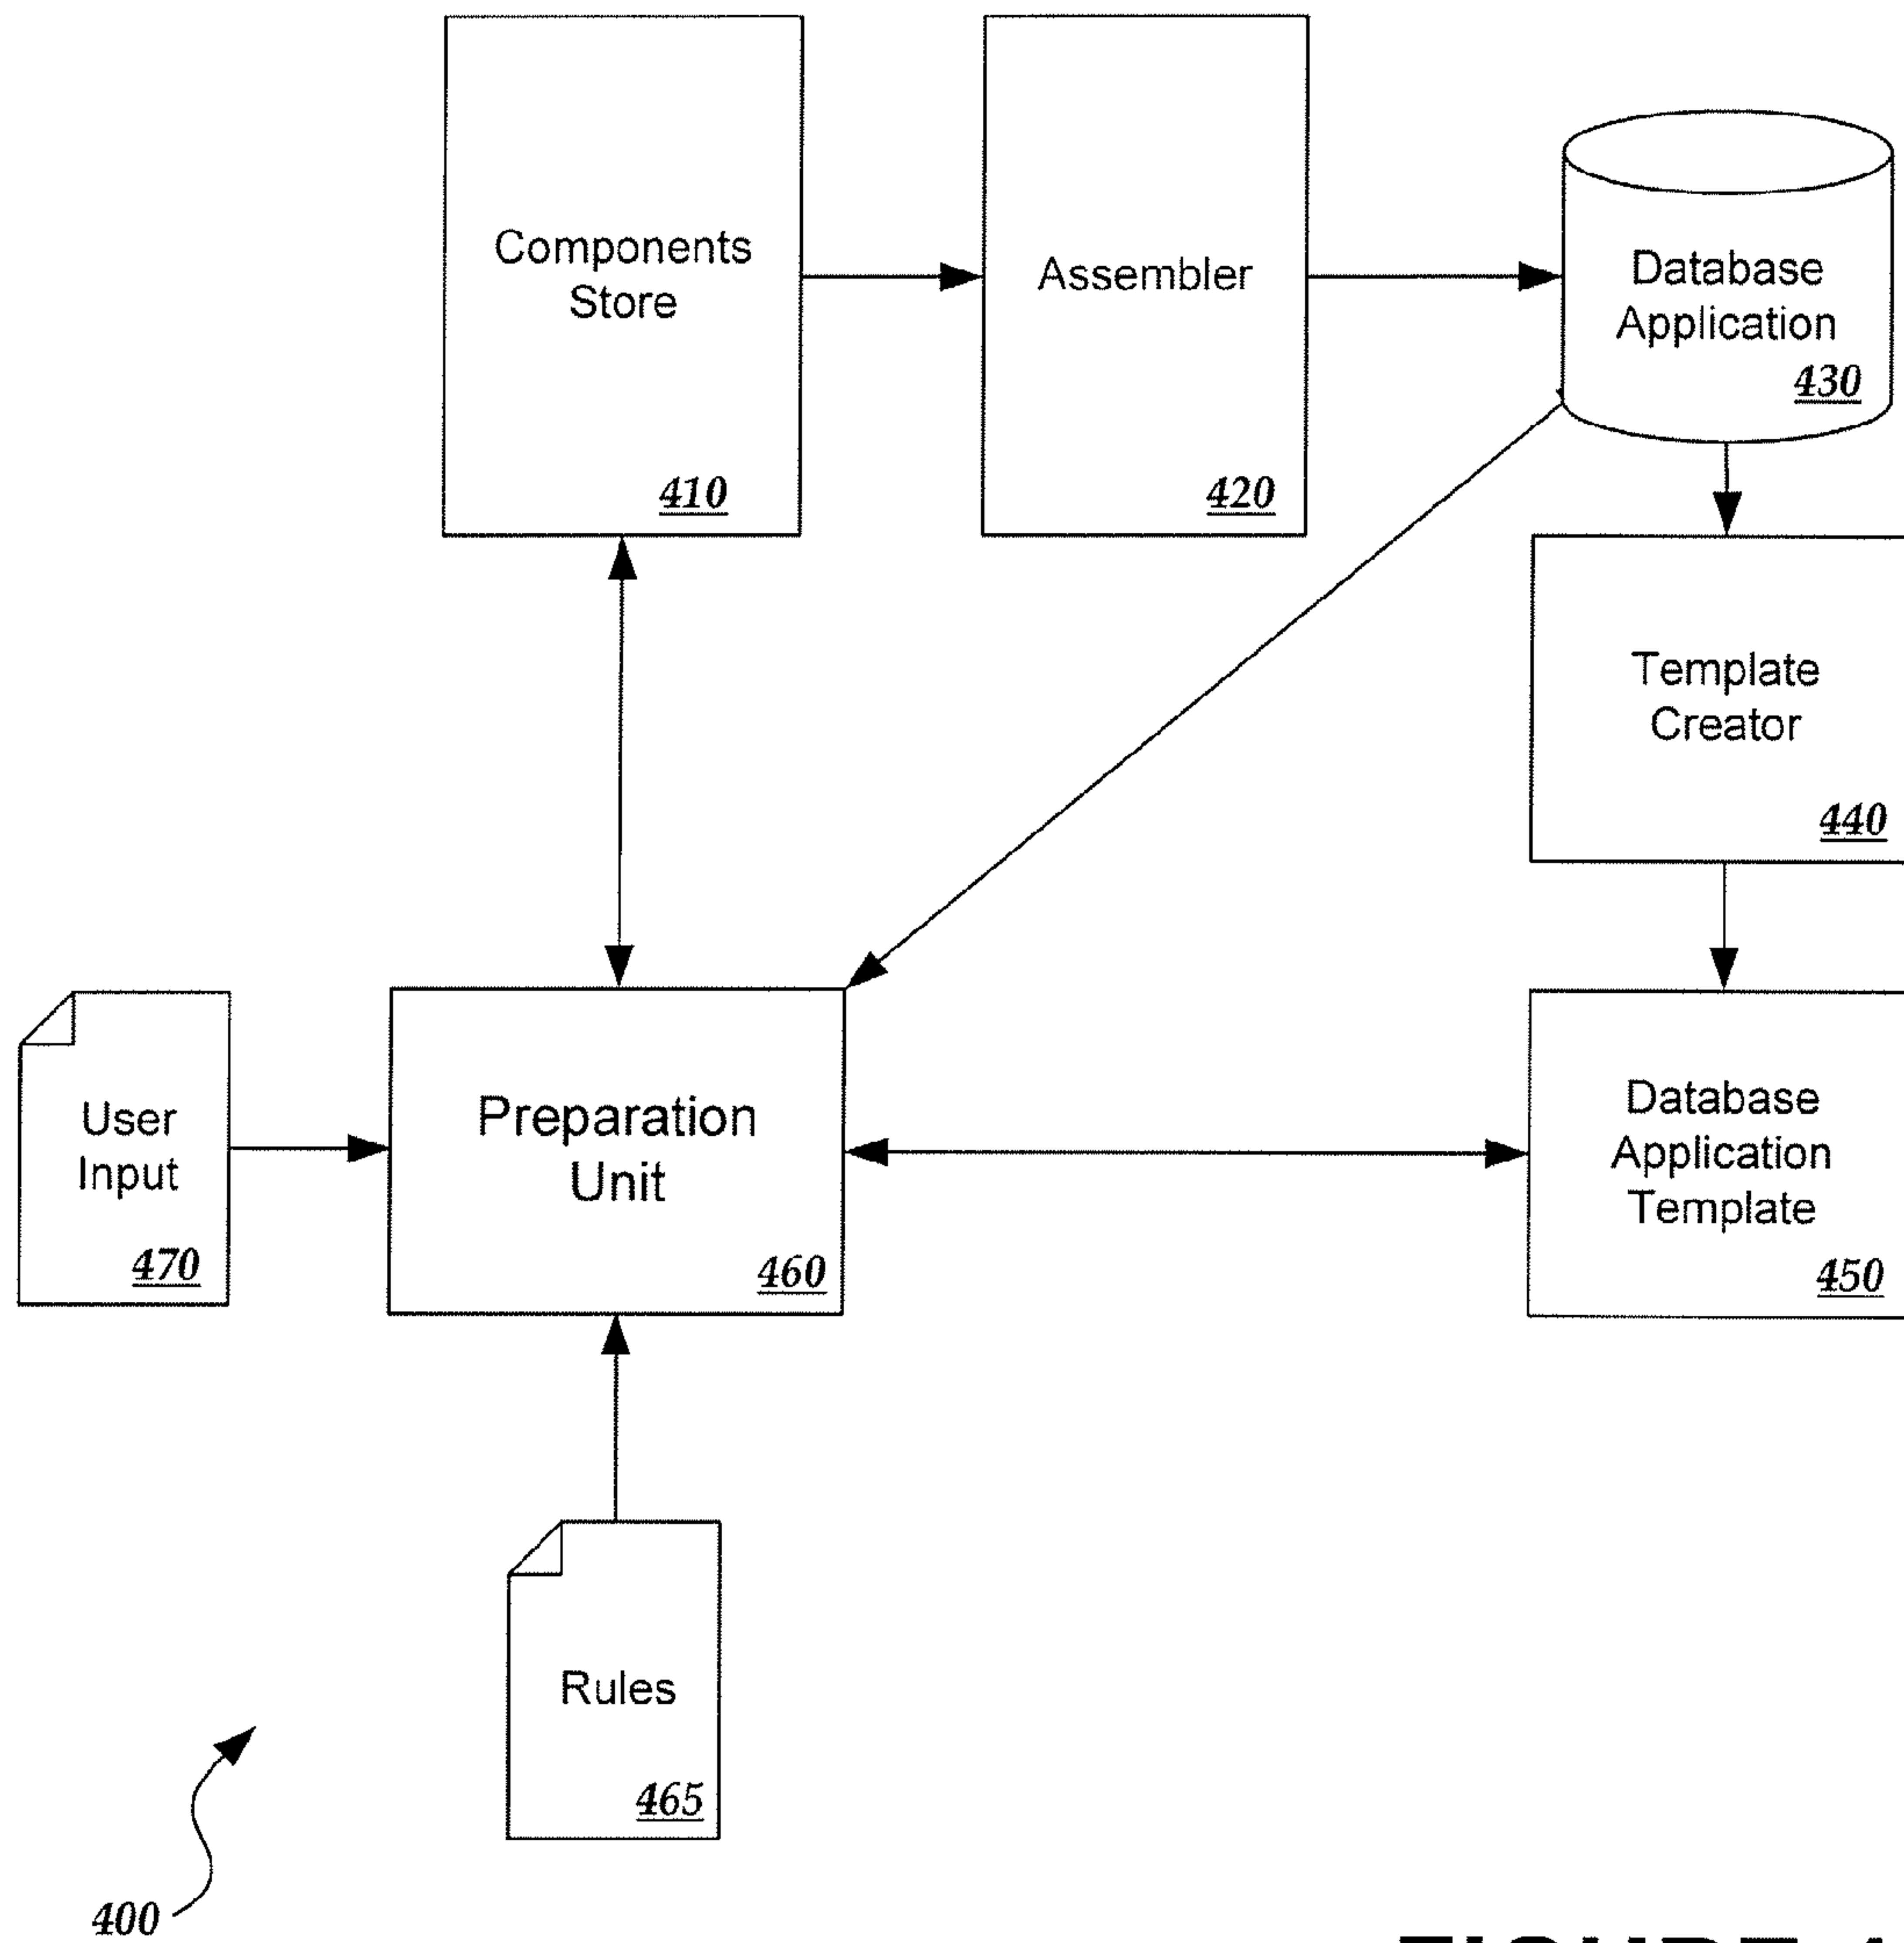 Components
Store
410
Assembler
420
Database
Application
430
Template
Creator
440
User
Input
470
Preparation
Unit
460
Database
Application
Template
450
Rules
465
400